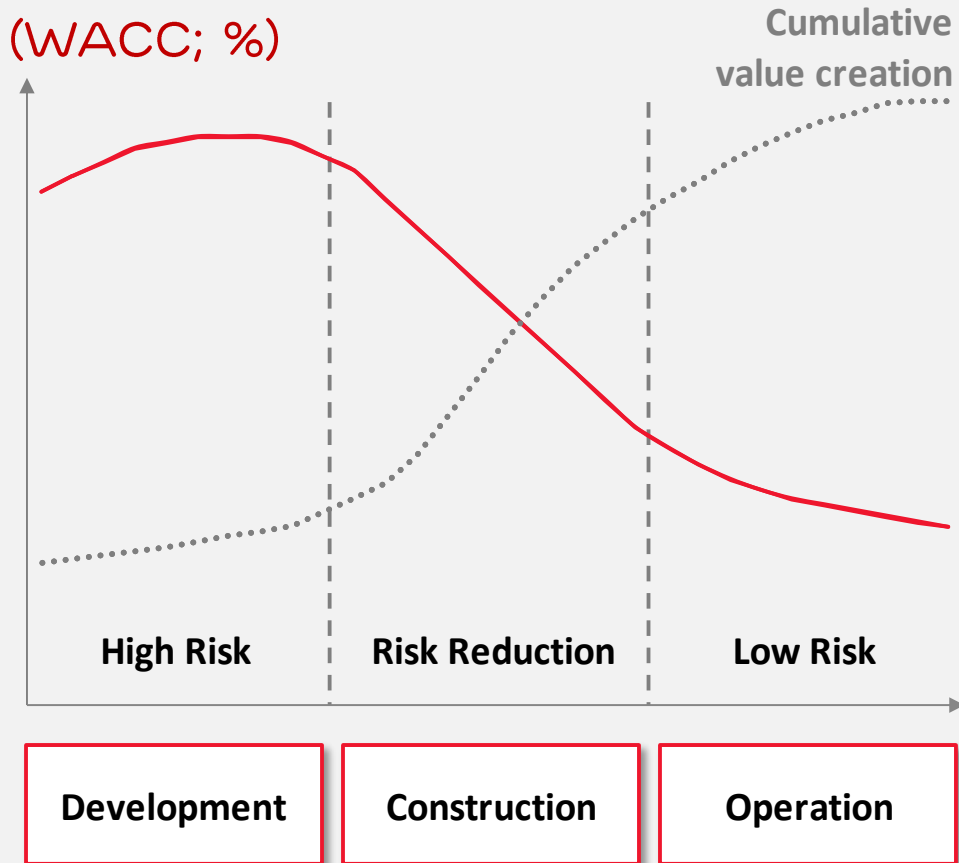 (WACC; %)
Cumulative
value creation
High Risk
Risk Reduction
Low Risk
Development
Construction
Operation